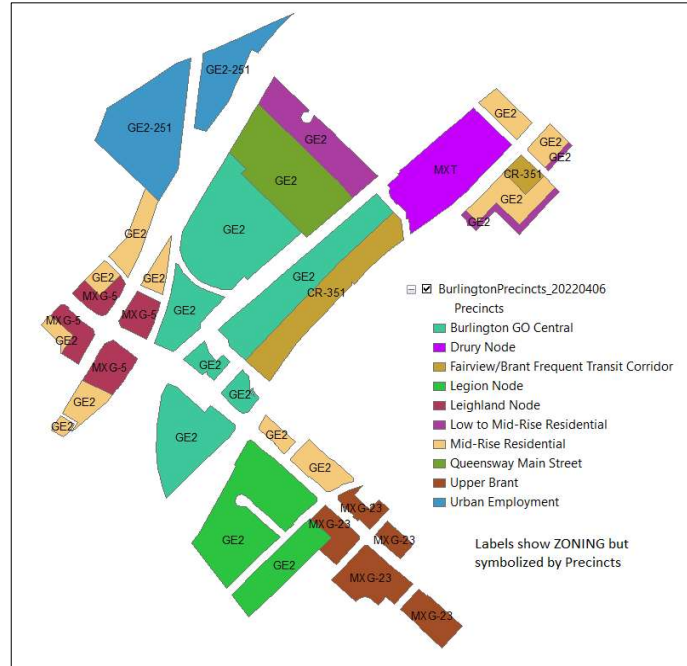 GE2-251
GE2-251
GE2
GE2
GE2
MXT
GE2
GE2
GE2
CR-351
GE2
GE2
GE2
GE2
GE2
GE2
CR-351
GE2
MXG-5
MXG-5
MXG-5
GE2
MXG-5
GE2
GE2
GE2
GE2
GE2
GE2
GE2
GE2
GE2
MXG-23
MXG-23
MXG-23
MXG-23
MXG-23
BurlingtonPrecincts_20220406
Precincts
Burlington GO Central
Drury Node
Fairview/Brant Frequent Transit Corridor
Legion Node
Leighland Node
Low to Mid-Rise Residential
Mid-Rise Residential
Queensway Main Street
Upper Brant
Urban Employment
Labels show ZONING but
symbolized by Precincts